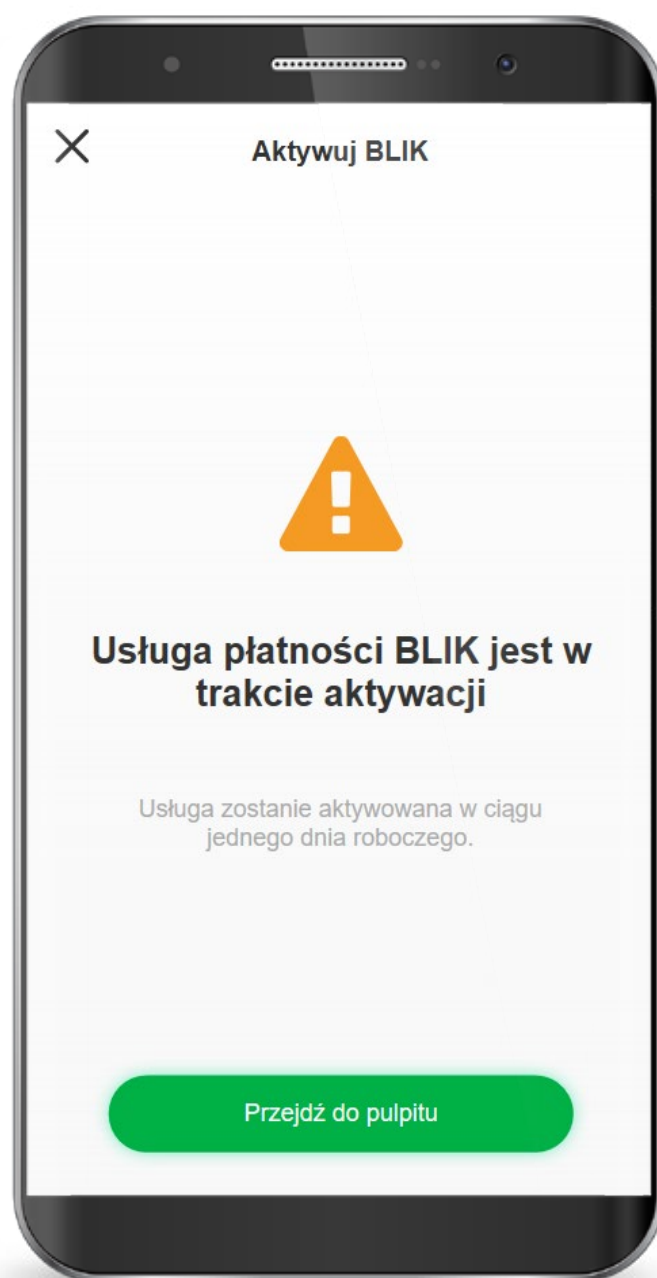 Aktywuj BLIK
Usługa płatności BLIK jest w
trakcie aktywacji
Usługa zostanie aktywowana w ciągu
jednego dnia roboczego.
Przejdź do pulpitu